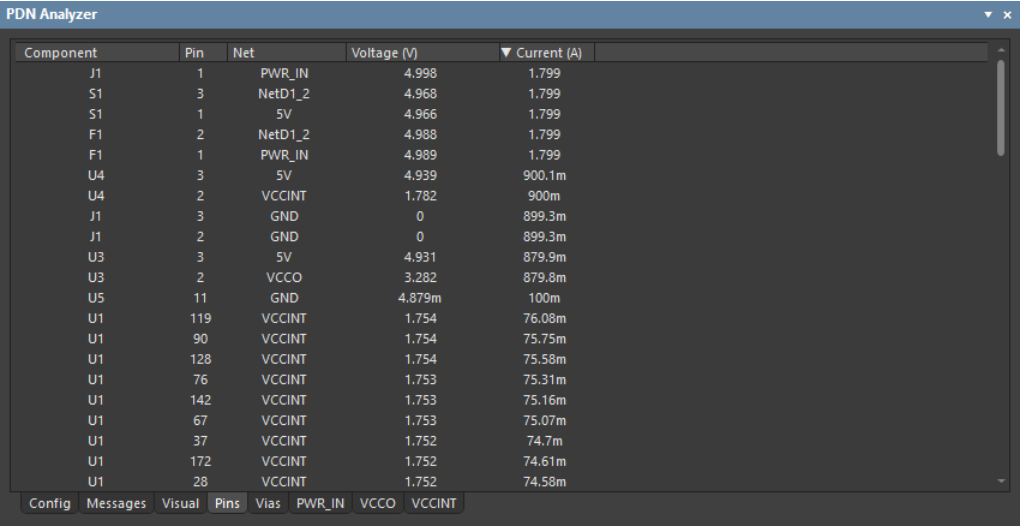 PDN Analyzer
Component Pin Net Voltage (V) ▼ Current (A)
J1 1 PWR_IN 4.998 1.799
S1 3 NetD1_2 4.968 1.799
S1 1 5V 4.966 1.799
F1 2 NetD1_2 4.988 1.799
F1 1 PWR_IN 4.989 1.799
U4 3 5V 4.939 900.1m
U4 2 VCCINT 1.782 900m
J1 3 GND 0 899.3m
J1 2 GND 0 899.3m
U3 3 5V 4.931 879.9m
U3 2 VCCO 3.282 879.8m
U5 11 GND 4.879m 100m
U1 119 VCCINT 1.754 76.08m
U1 90 VCCINT 1.754 75.75m
U1 128 VCCINT 1.754 75.58m
U1 76 VCCINT 1.753 75.31m
U1 142 VCCINT 1.753 75.16m
U1 67 VCCINT 1.753 75.07m
U1 37 VCCINT 1.752 74.7m
U1 172 VCCINT 1.752 74.61m
U1 28 VCCINT 1.752 74.58m
Config Messages Visual Pins Vias PWR_IN VCCO VCCINT